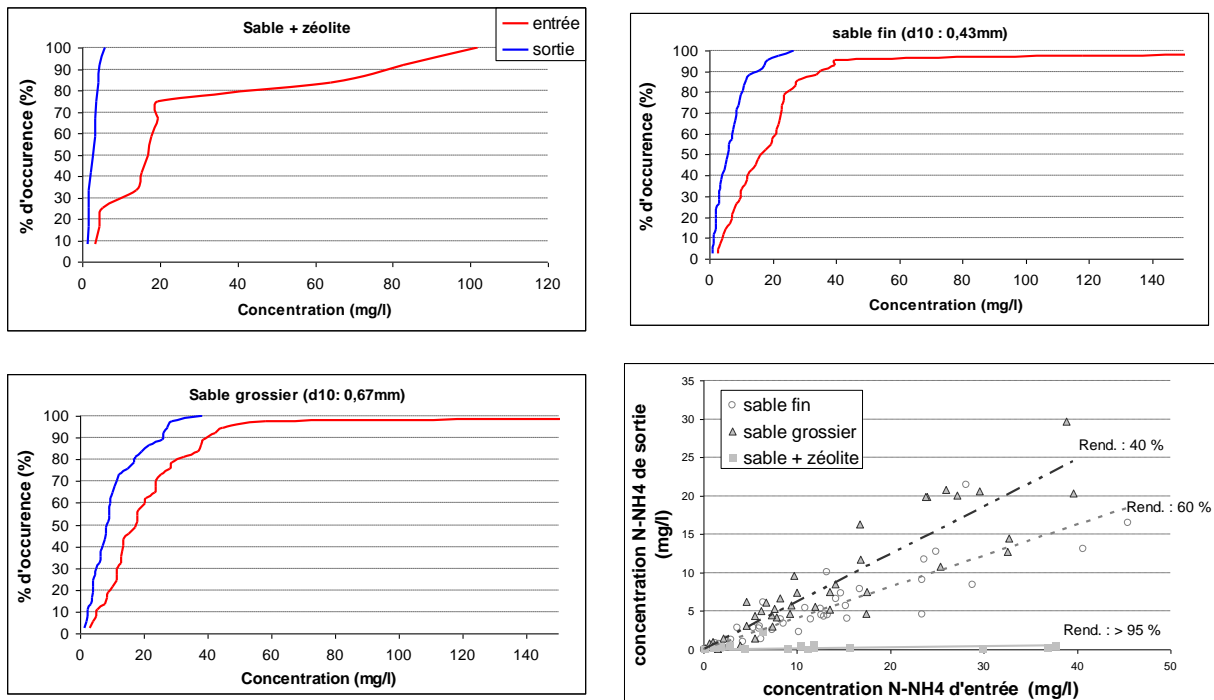 Sable + zéolite
entrée
sortie
% d'occurence (%)
100
90
80
70
60
50
40
30
20
10
0
0 20 40 60 80 100 120
Concentration (mg/l)
sable fin (d10 : 0,43mm)
% d'occurence (%)
100
90
80
70
60
50
40
30
20
10
0
0 20 40 60 80 100 120 140
Concentration (mg/l)
Sable grossier (d10: 0,67mm)
% d'occurence (%)
100
90
80
70
60
50
40
30
20
10
0
0 20 40 60 80 100 120 140
Concentration (mg/l)
concentration N-NH4 de sortie
(mg/l)
35
30
25
20
15
10
5
0
sable fin
sable grossier
sable + zéolite
Rend. : 40 %
Rend. : 60 %
Rend. : > 95 %
0 10 20 30 40 50
concentration N-NH4 d'entrée (mg/l)